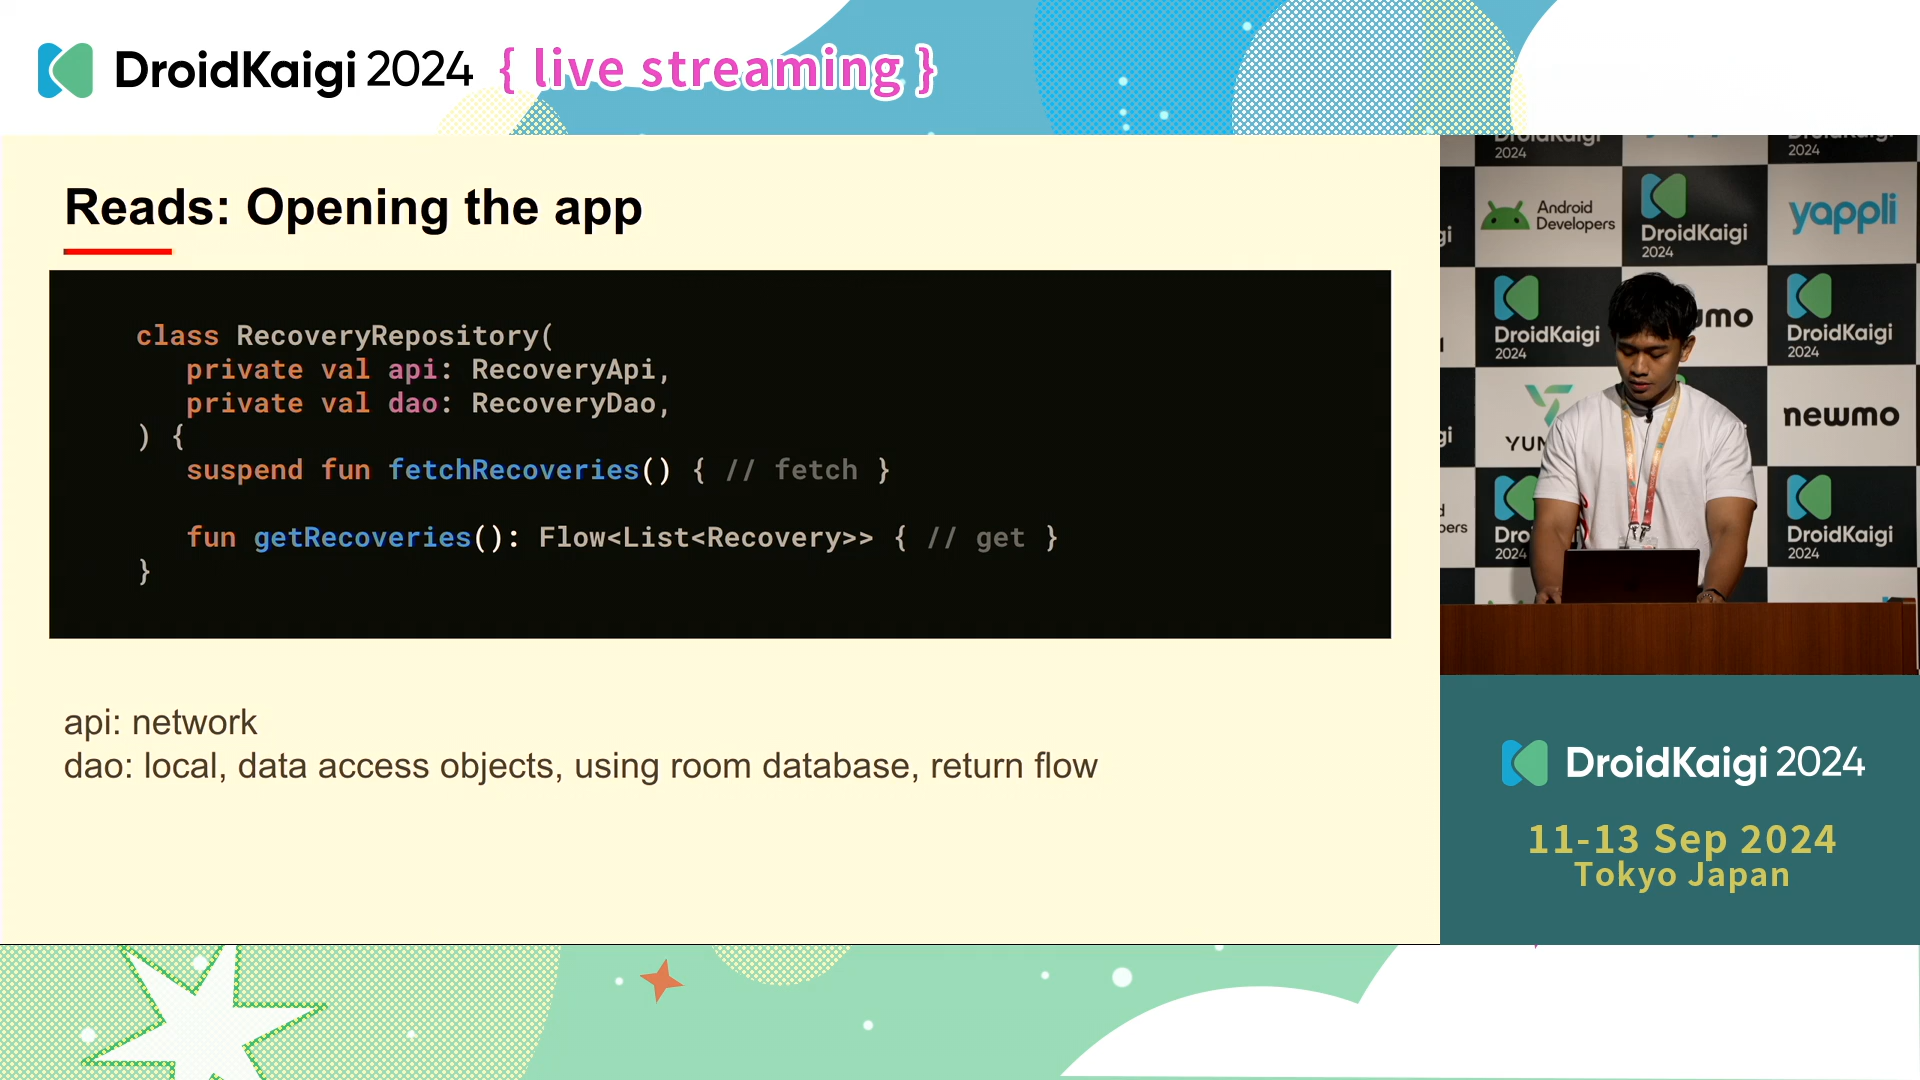 DroidKaigi 2024 { live streaming }
Reads: Opening the app
class RecoveryRepository(
private val api: RecoveryApi,
private val dao: RecoveryDao,
) {
suspend fun fetchRecoveries() { // fetch }
fun getRecoveries(): Flow<List<Recovery>> { // get }
}
api: network
dao: local, data access objects, using room database, return flow
2024
2024
Android
Developers
DroidKaigi
2024
yappli
DroidKaigi
2024
DroidKaigi
2024
newmo
DroidKaigi
2024
2024
DroidKaigi 2024
11-13 Sep 2024
Tokyo Japan